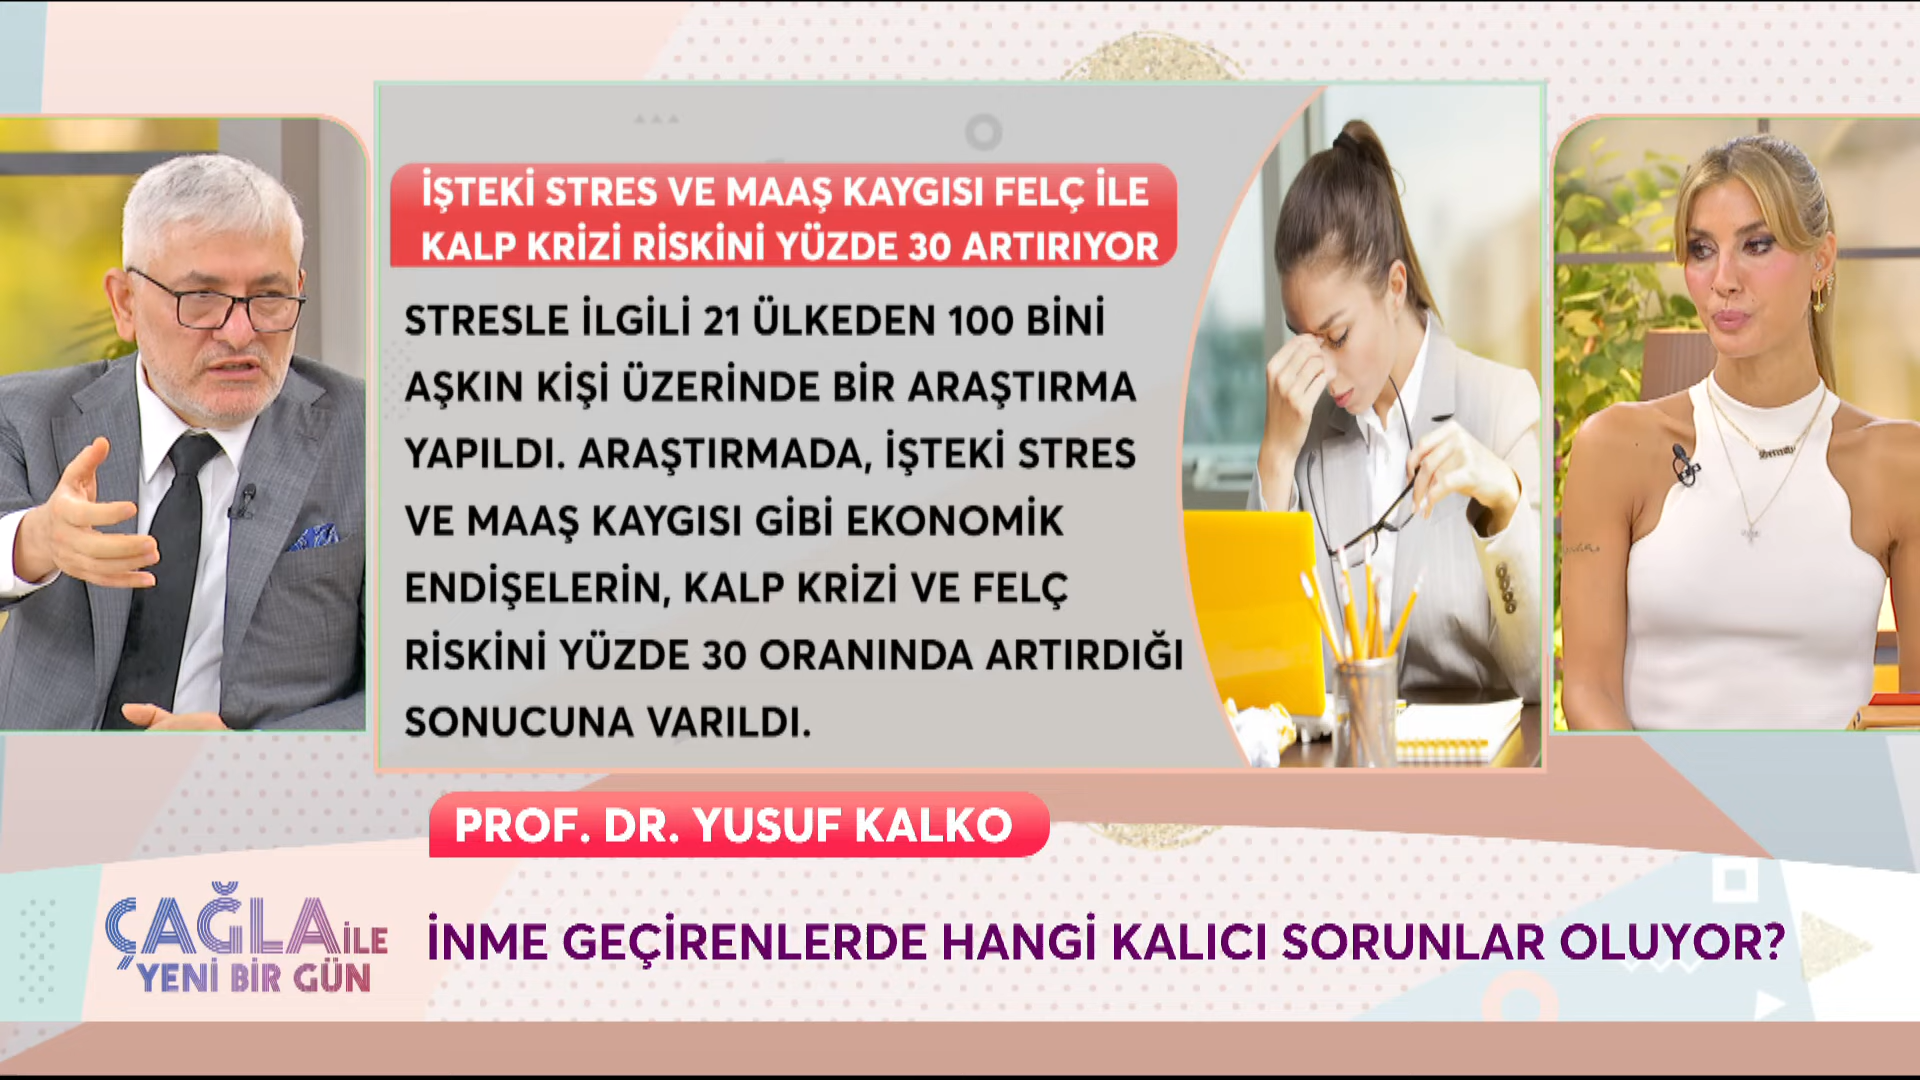 İŞTEKİ STRES VE MAAŞ KAYGISI FELÇ İLE
KALP KRİZİ RİSKİNİ YÜZDE 30 ARTIRIYOR
STRESLE İLGİLİ 21 ÜLKEDEN 100 BİNİ
AŞKIN KİŞİ ÜZERİNDE BİR ARAŞTIRMA
YAPILDI. ARAŞTIRMADA, İŞTEKİ STRES
VE MAAŞ KAYGISI GİBİ EKONOMİK
ENDİŞELERİN, KALP KRİZİ VE FELÇ
RİSKİNİ YÜZDE 30 ORANINDA ARTIRDIĞI
SONUCUNA VARILDI.
PROF. DR. YUSUF KALKO
ÇAĞLA İLE
YENİ BİR GÜN
İNME GEÇİRENLERDE HANGİ KALICI SORUNLAR OLUYOR?